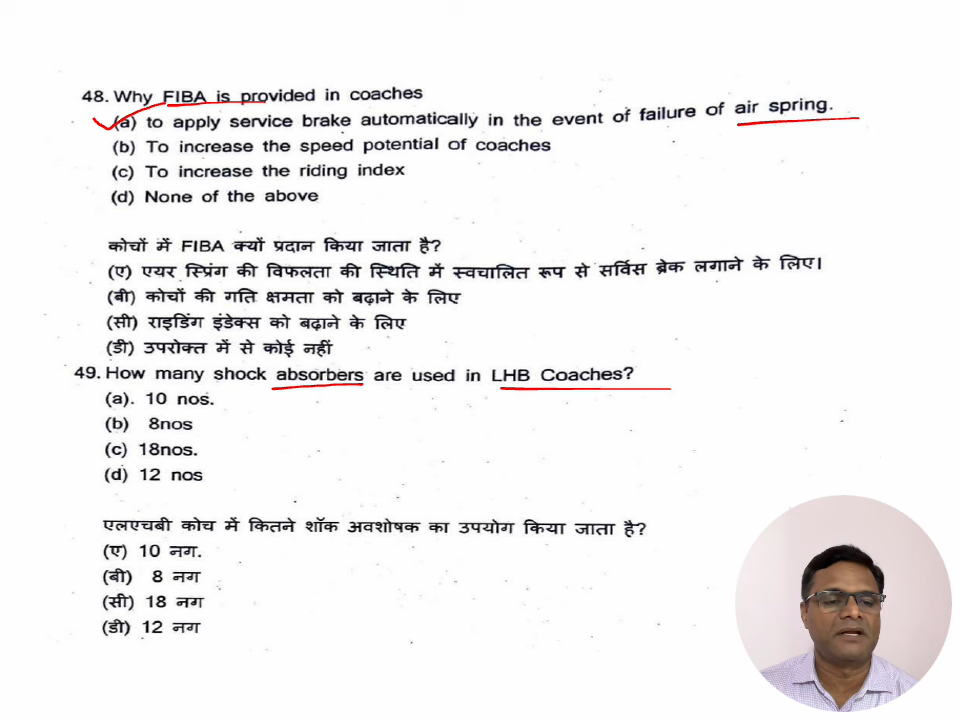 48. Why FIBA is provided in coaches
(a) to apply service brake automatically in the event of failure of air spring.
(b) To increase the speed potential of coaches
(c) To increase the riding index
(d) None of the above
कोचों में FIBA क्यों प्रदान किया जाता है?
(ए) एयर स्प्रिंग की विफलता की स्थिति में स्वचालित रूप से सर्विस ब्रेक लगाने के लिए।
(बी) कोचों की गति क्षमता को बढ़ाने के लिए
(सी) राइडिंग इंडेक्स को बढ़ाने के लिए
(डी) उपरोक्त में से कोई नहीं
49. How many shock absorbers are used in LHB Coaches?
(a). 10 nos.
(b) 8nos
(c) 18nos.
(d) 12 nos
एलएचबी कोच में कितने शॉक अवशोषक का उपयोग किया जाता है?
(ए) 10 नग.
(बी) 8 नग
(सी) 18 नग
(डी) 12 नग